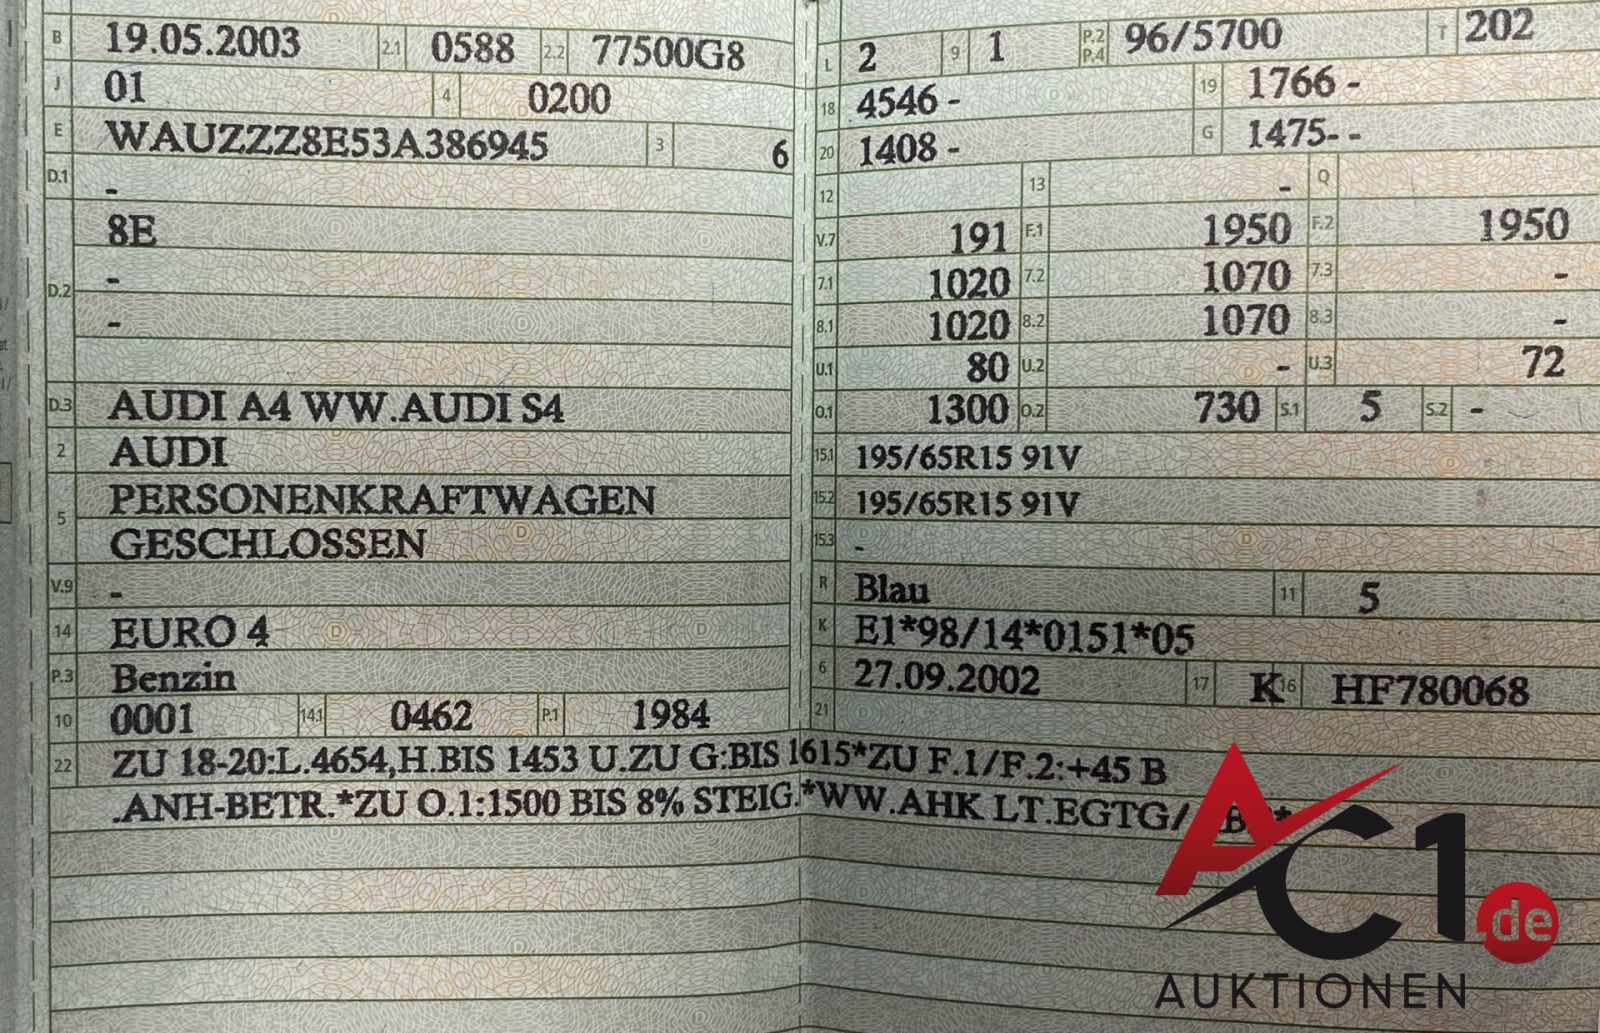 B 19.05.2003 2.1 0588 2.2 77500G8
J 01 4 0200
E WAUZZZ8E53A386945 3 6
D.1 -
8E
D.2 -
-
D.3 AUDI A4 WW.AUDI S4
2 AUDI
5 PERSONENKRAFTWAGEN
GESCHLOSSEN
V.9 -
14 EURO 4
P.3 Benzin
10 0001 14.1 0462 P.1 1984
L 2 9 1 P.2 P.4 96/5700 T 202
18 4546 - 19 1766 -
20 1408 - G 1475- -
12 13 - Q
V.7 191 F.1 1950 F.2 1950
7.1 1020 7.2 1070 7.3 -
8.1 1020 8.2 1070 8.3 -
U.1 80 U.2 - U.3 72
O.1 1300 O.2 730 S.1 5 S.2 -
15.1 195/65R15 91V
15.2 195/65R15 91V
15.3 -
R Blau 11 5
K E1*98/14*0151*05
6 27.09.2002 17 K 16 HF780068
21
22 ZU 18-20:L.4654,H.BIS 1453 U.ZU G:BIS 1615*ZU F.1/F.2:+45 B
.ANH-BETR.*ZU O.1:1500 BIS 8% STEIG.*WW.AHK LT.EGTG/
AC1.de
AUKTIONEN